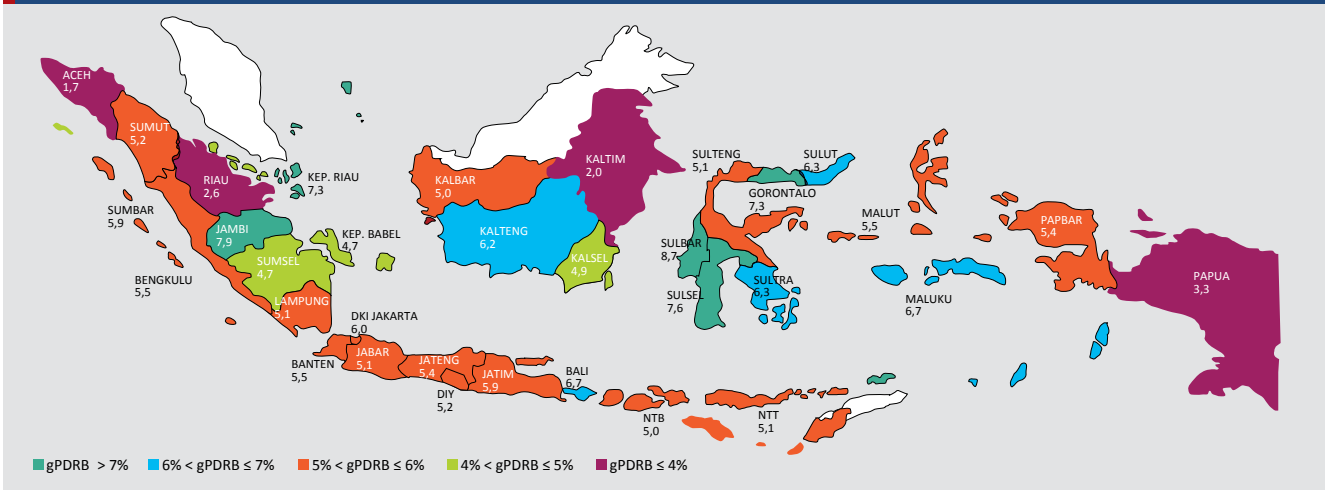 ACEH
1,7
SUMUT
5,2
RIAU
2,6
KEP. RIAU
7,3
SUMBAR
5,9
JAMBI
7,9
KEP. BABEL
4,7
SUMSEL
4,7
BENGKULU
5,5
LAMPUNG
5,1
DKI JAKARTA
6,0
BANTEN
5,5
JABAR
5,1
JATENG
5,4
DIY
5,2
JATIM
5,9
BALI
6,7
NTB
5,0
NTT
5,1
KALBAR
5,0
KALTENG
6,2
KALTIM
2,0
KALSEL
4,9
SULTENG
5,1
SULUT
6,3
GORONTALO
7,3
SULBAR
8,7
SULSEL
7,6
SULTRA
6,3
MALUT
5,5
MALUKU
6,7
PAPBAR
5,4
PAPUA
3,3
gPDRB > 7%
6% < gPDRB ≤ 7%
5% < gPDRB ≤ 6%
4% < gPDRB ≤ 5%
gPDRB ≤ 4%